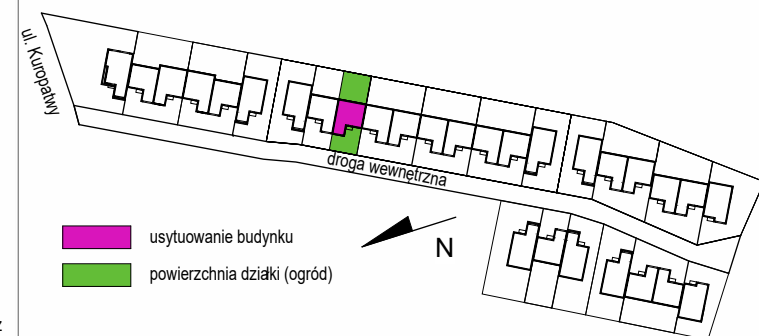 ul. Kuropatwy
droga wewnętrzna
usytuowanie budynku
N
powierzchnia działki (ogród)
z